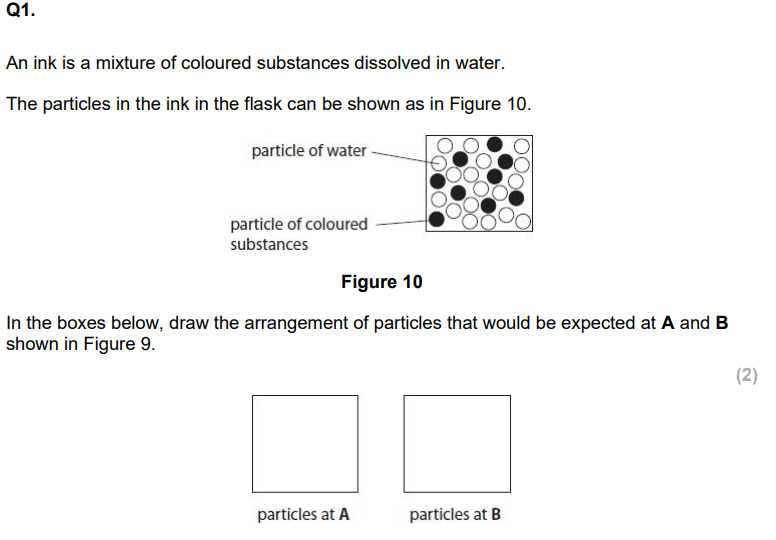 Q1.
An ink is a mixture of coloured substances dissolved in water.
The particles in the ink in the flask can be shown as in Figure 10.
particle of water
particle of coloured
substances
Figure 10
In the boxes below, draw the arrangement of particles that would be expected at A and B
shown in Figure 9.
(2)
particles at A
particles at B